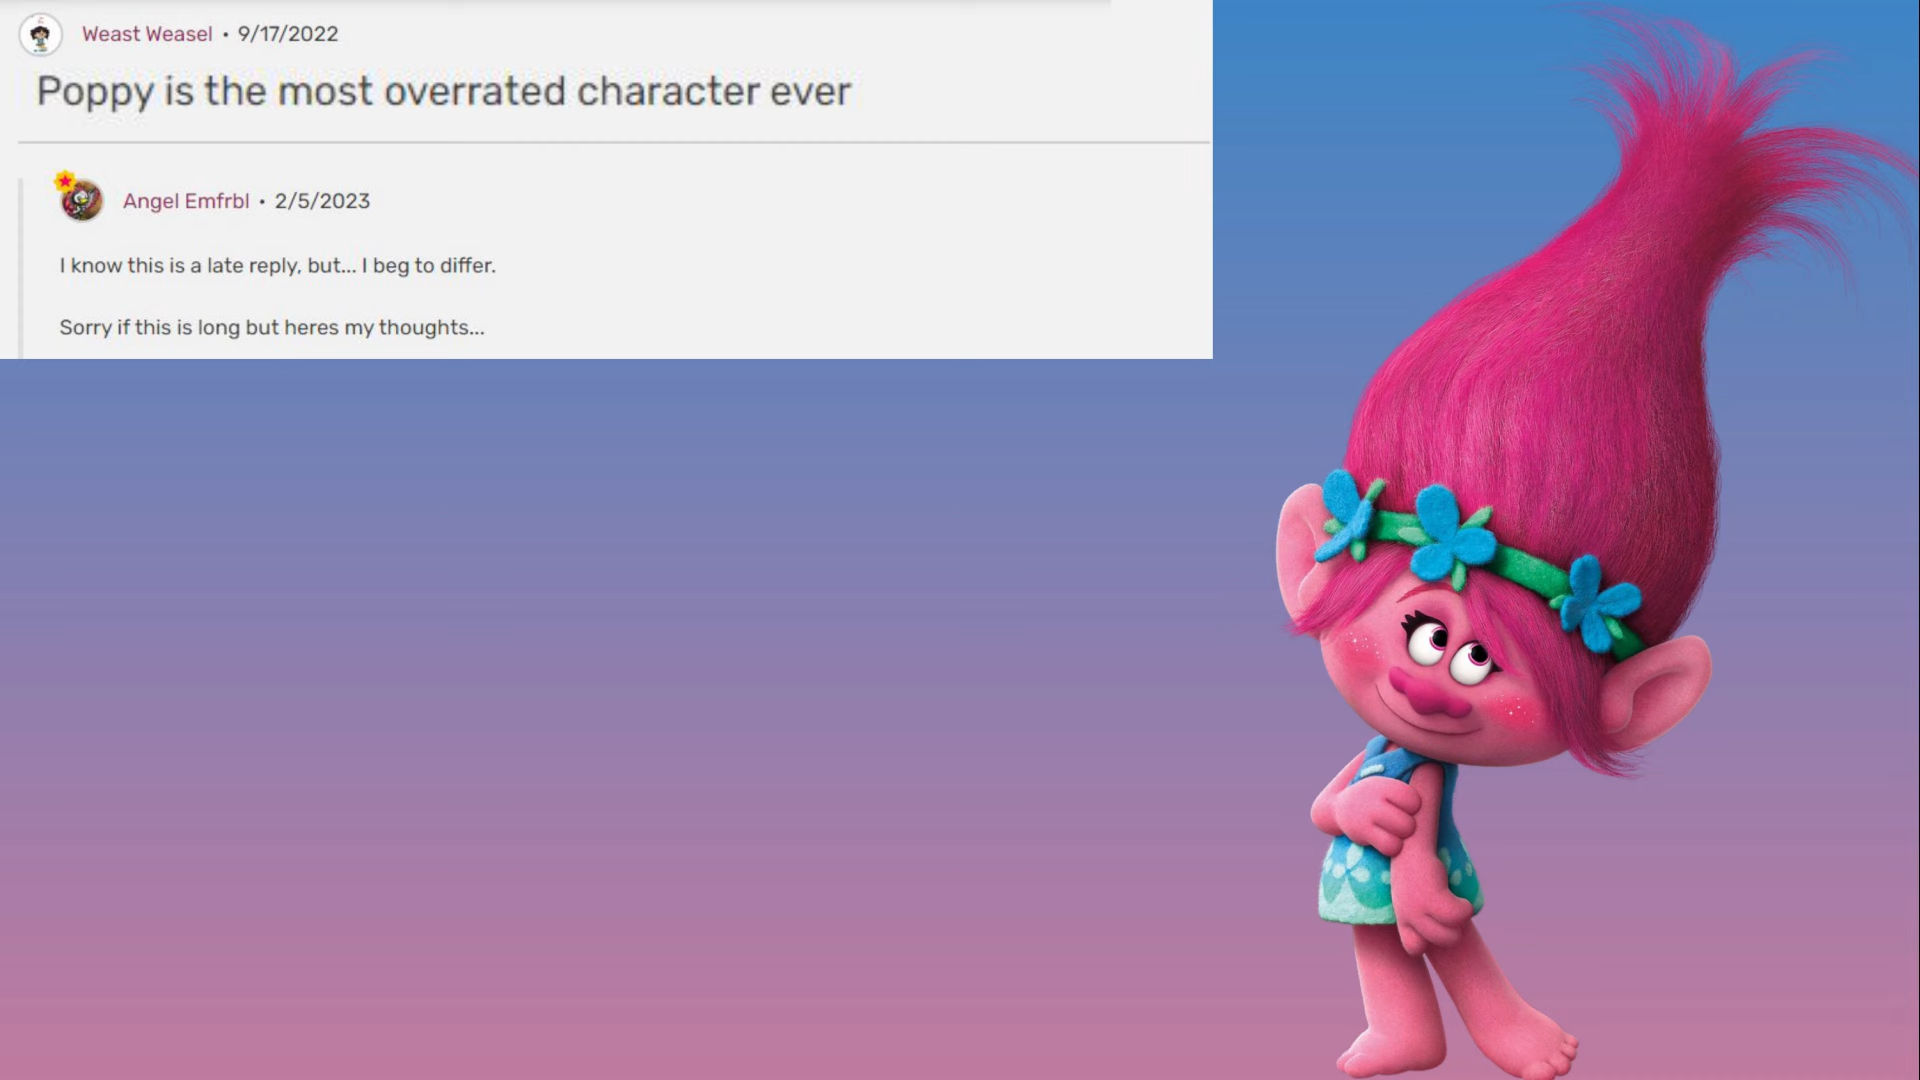 Weast Weasel • 9/17/2022
Poppy is the most overrated character ever
Angel Emfrbl • 2/5/2023
I know this is a late reply, but... I beg to differ.
Sorry if this is long but heres my thoughts...